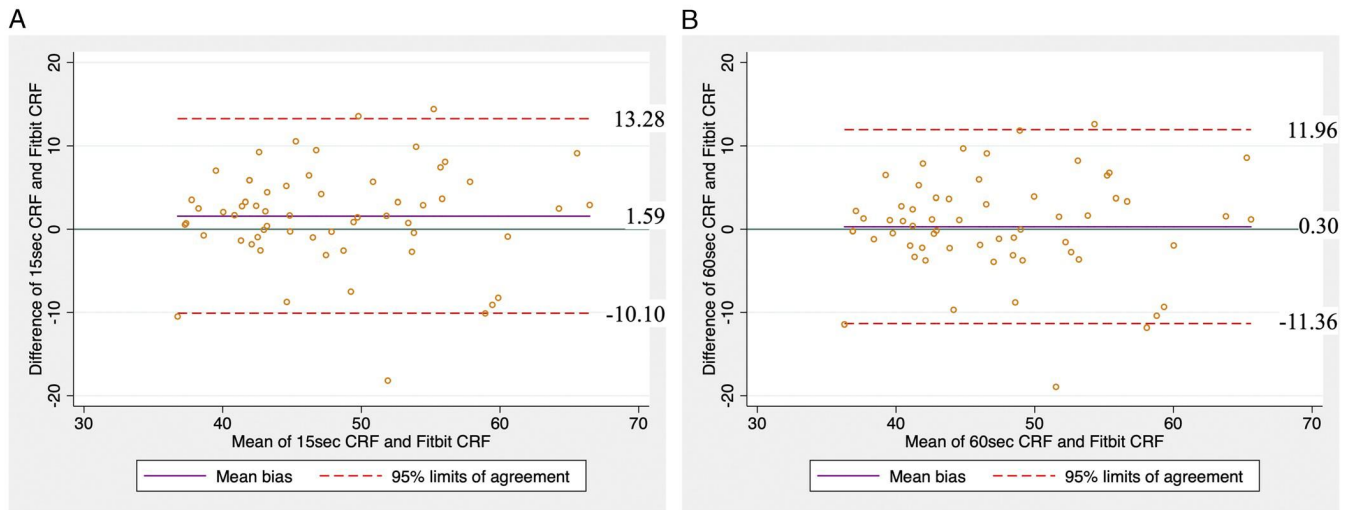 A
20
10
0
-10
-20
Difference of 15sec CRF and Fitbit CRF
13.28
1.59
-10.10
30 40 50 60 70
Mean of 15sec CRF and Fitbit CRF
Mean bias 95% limits of agreement
B
20
10
0
-10
-20
Difference of 60sec CRF and Fitbit CRF
11.96
0.30
-11.36
30 40 50 60 70
Mean of 60sec CRF and Fitbit CRF
Mean bias 95% limits of agreement